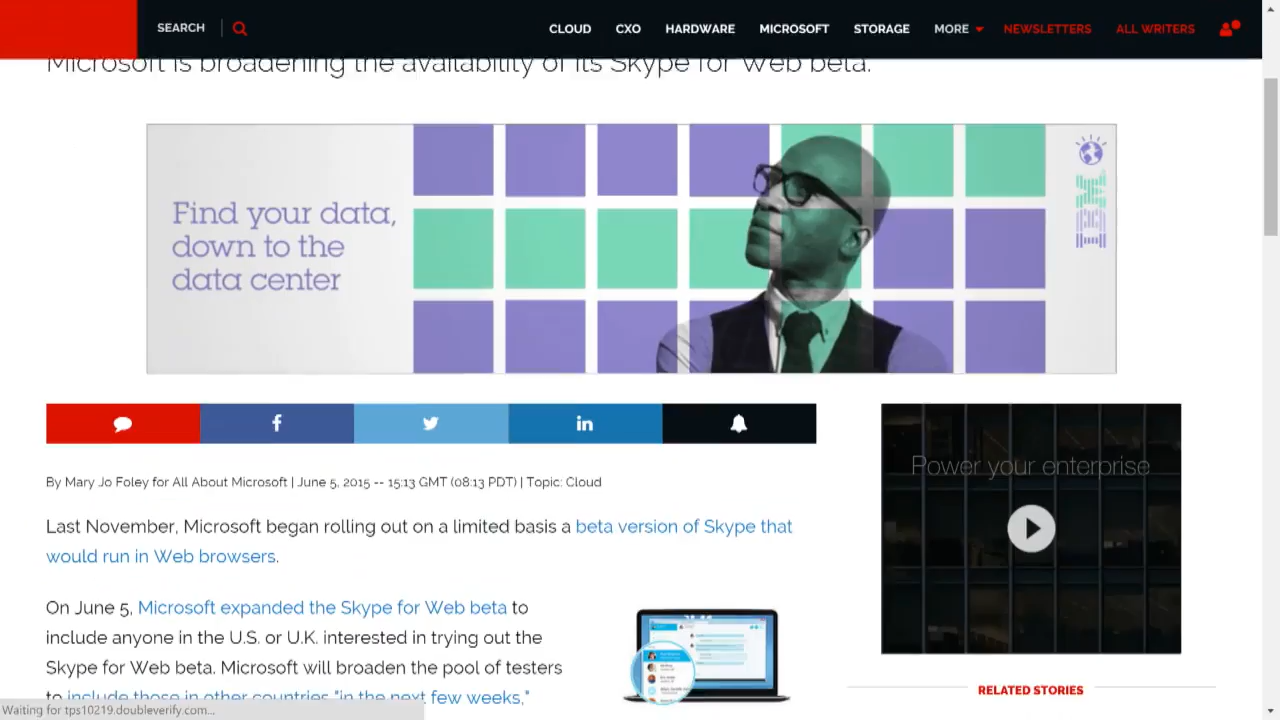 SEARCH
CLOUD CXO HARDWARE MICROSOFT STORAGE MORE NEWSLETTERS ALL WRITERS
Microsoft is broadening the availability of its Skype for Web beta.
Find your data,
down to the
data center
IBM
By Mary Jo Foley for All About Microsoft | June 5, 2015 -- 15:13 GMT (08:13 PDT) | Topic: Cloud
Last November, Microsoft began rolling out on a limited basis a beta version of Skype that
would run in Web browsers.
On June 5, Microsoft expanded the Skype for Web beta to
include anyone in the U.S. or U.K. interested in trying out the
Skype for Web beta. Microsoft will broaden the pool of testers
to include those in other countries "in the next few weeks,"
Power your enterprise
RELATED STORIES
Waiting for tps10219.doubleverify.com...